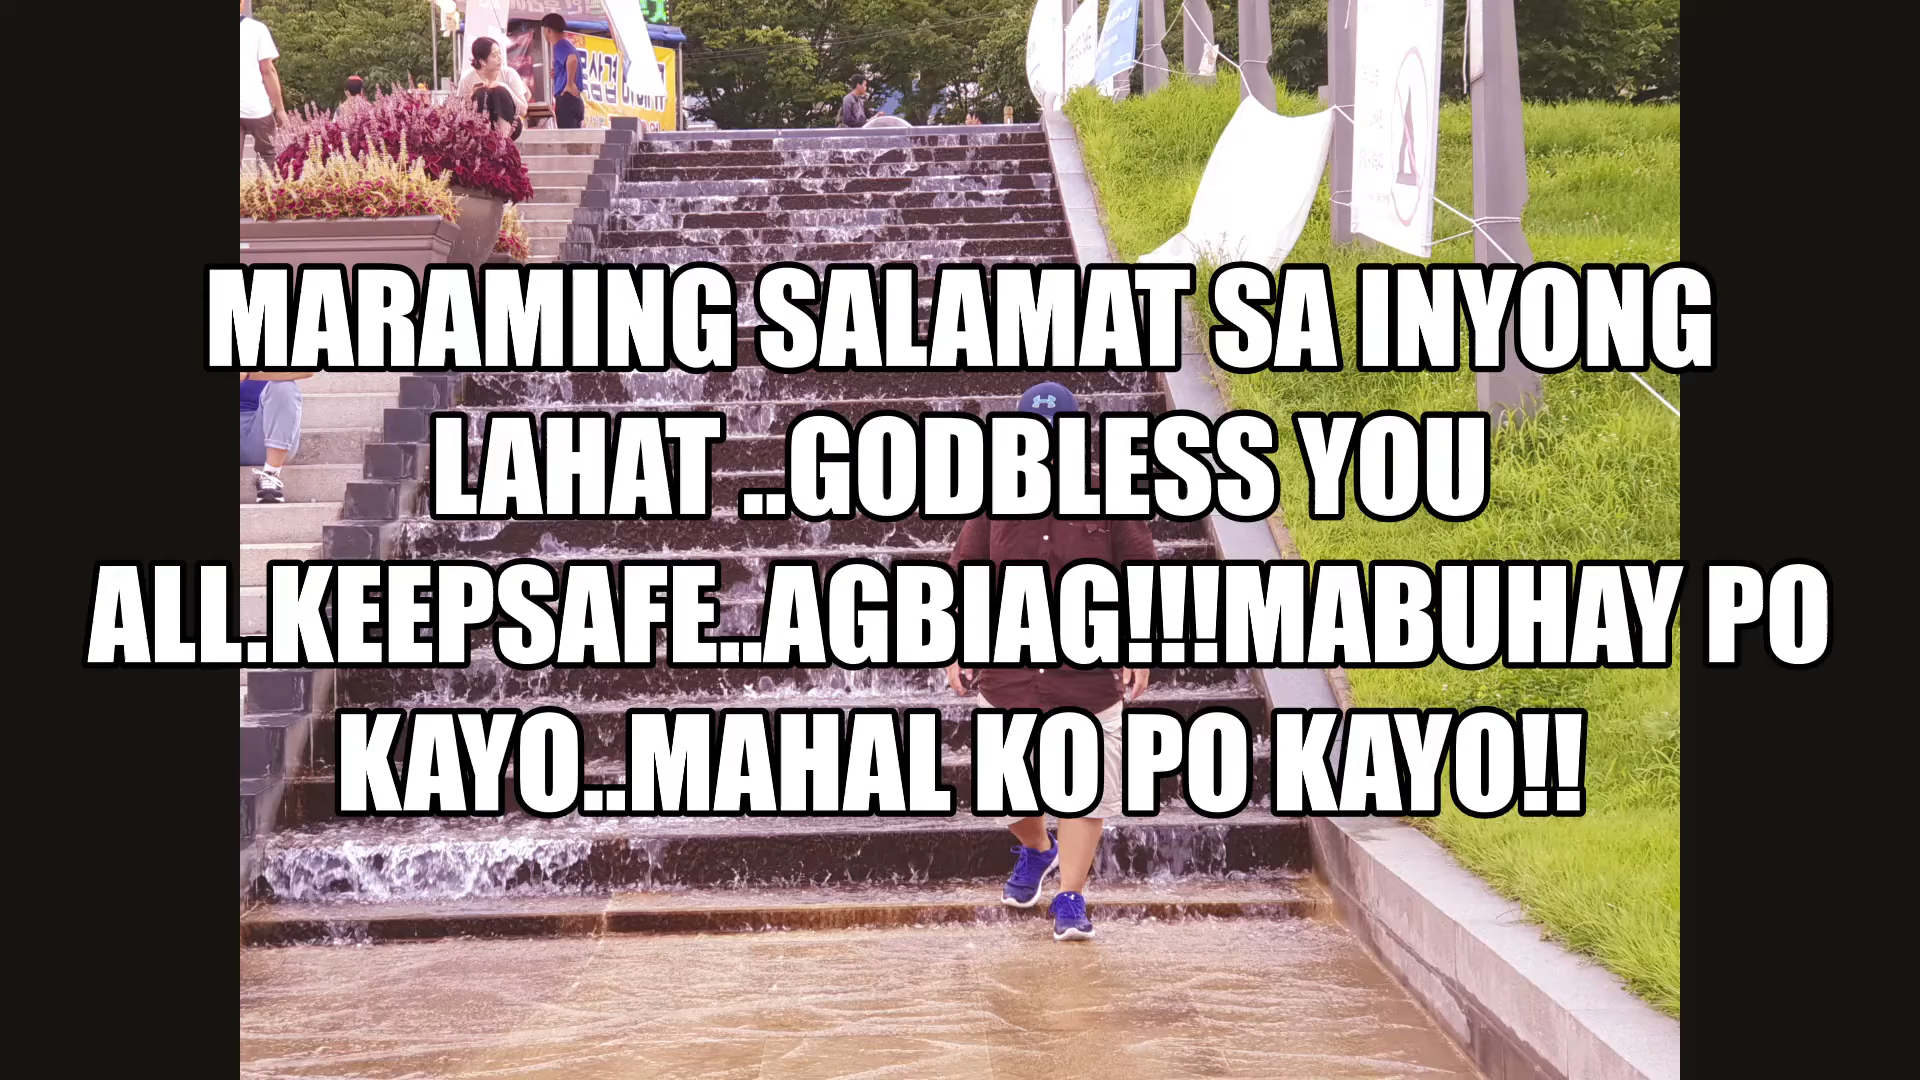 MARAMING SALAMAT SA INYONG
LAHAT ..GODBLESS YOU
ALL.KEEPSAFE..AGBIAG!!!MABUHAY PO
KAYO..MAHAL KO PO KAYO!!